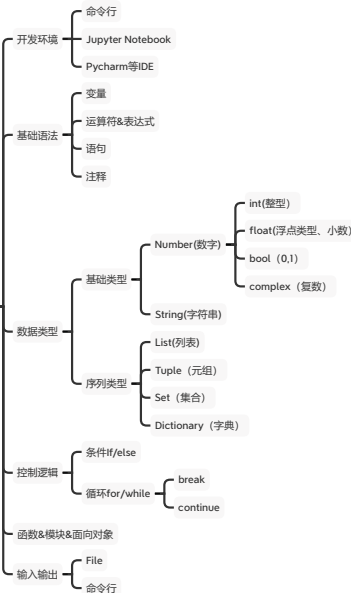 命令行
开发环境
Jupyter Notebook
Pycharm等IDE
变量
运算符&表达式
基础语法
语句
注释
int(整型）
Number(数字)
float(浮点类型、小数)
bool（0,1）
基础类型
complex（复数）
String(字符串)
数据类型
List(列表)
Tuple（元组）
序列类型
Set（集合）
Dictionary（字典）
条件If/else
控制逻辑
break
循环for/while
continue
函数&模块&面向对象
File
输入输出
命令行